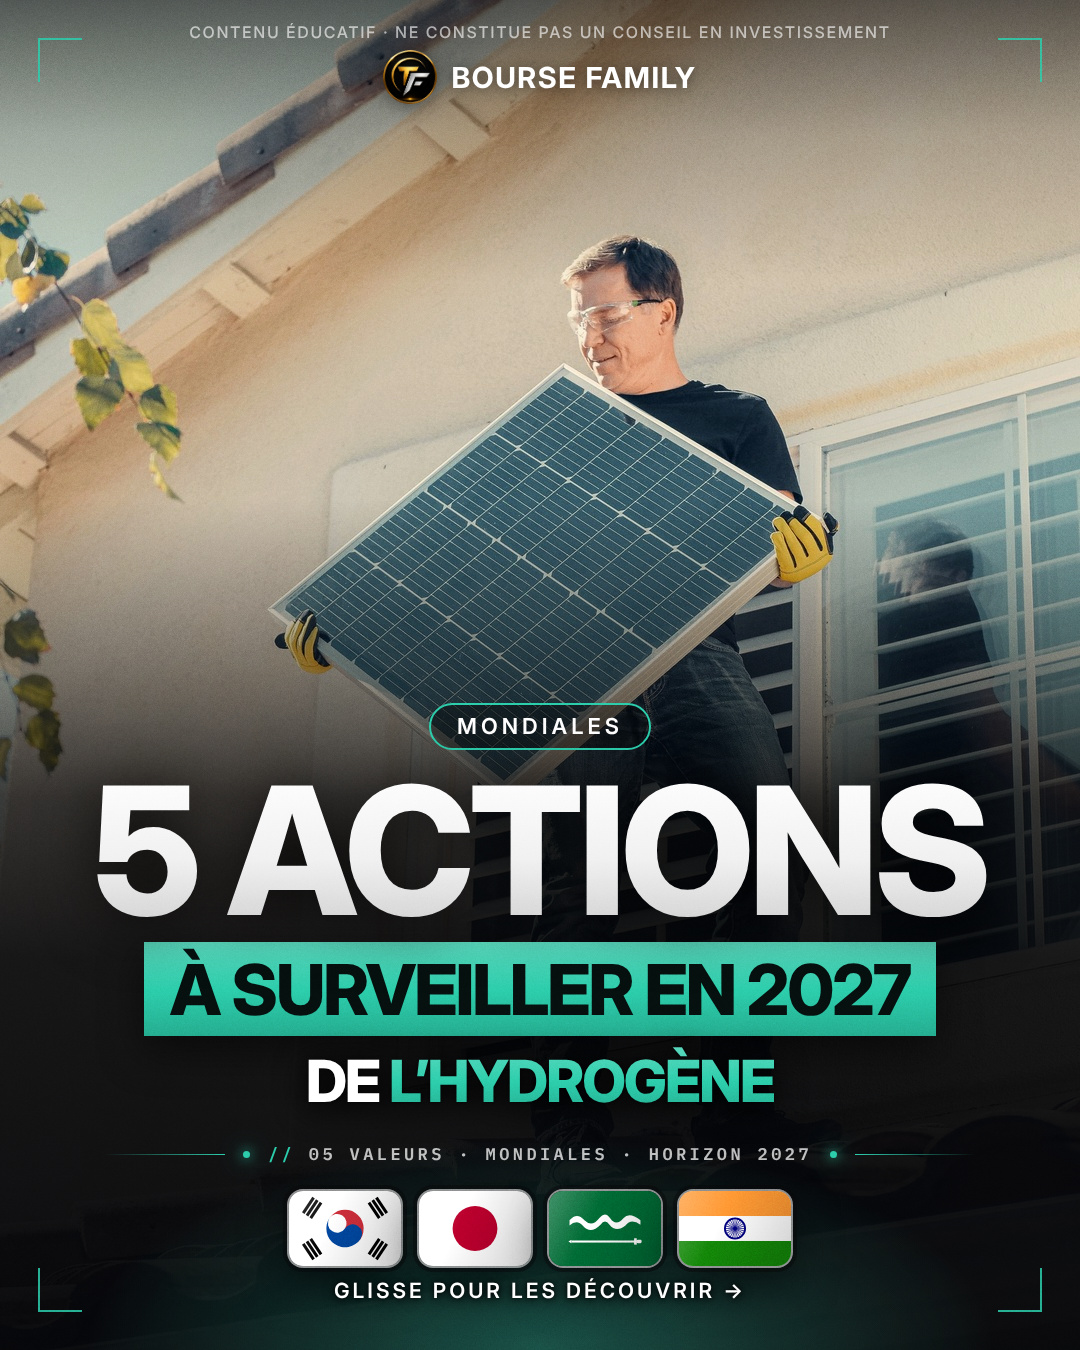 CONTENU ÉDUCATIF · NE CONSTITUE PAS UN CONSEIL EN INVESTISSEMENT
TF BOURSE FAMILY
MONDIALES
5 ACTIONS
À SURVEILLER EN 2027
DE L'HYDROGÈNE
// 05 VALEURS · MONDIALES · HORIZON 2027
GLISSE POUR LES DÉCOUVRIR →